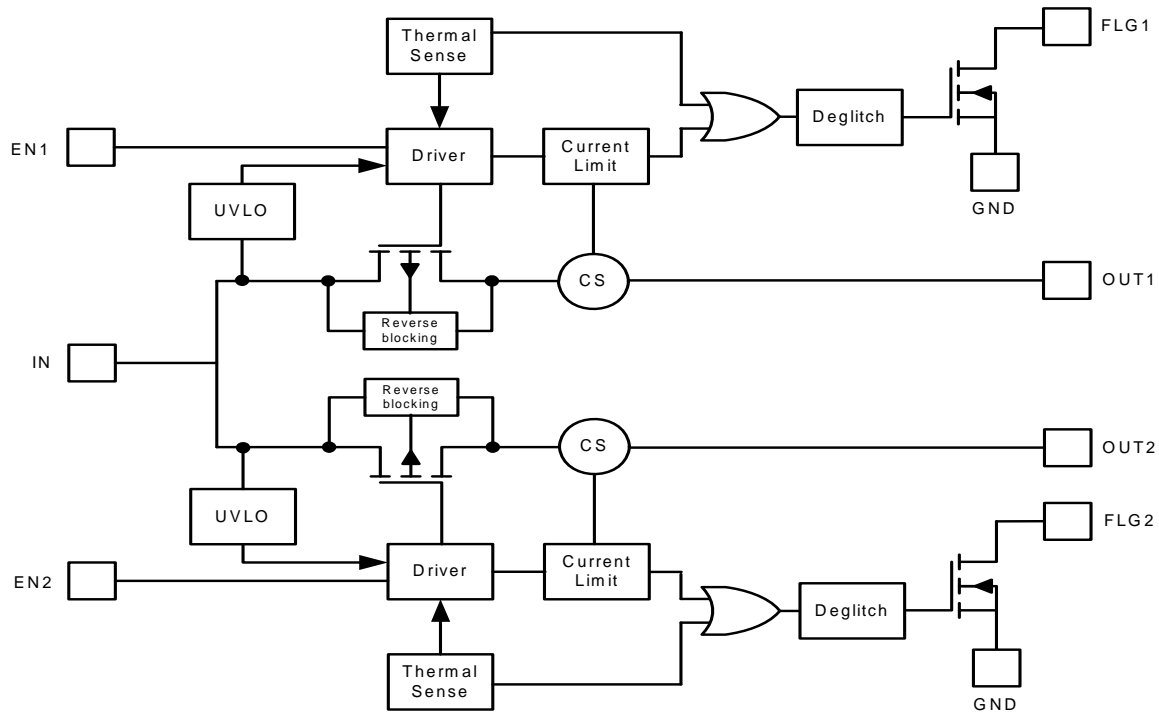 Thermal
Sense
FLG1
EN1
Driver
Current
Limit
Deglitch
GND
UVLO
CS
OUT1
Reverse
blocking
IN
Reverse
blocking
CS
OUT2
UVLO
FLG2
EN2
Driver
Current
Limit
Deglitch
Thermal
Sense
GND